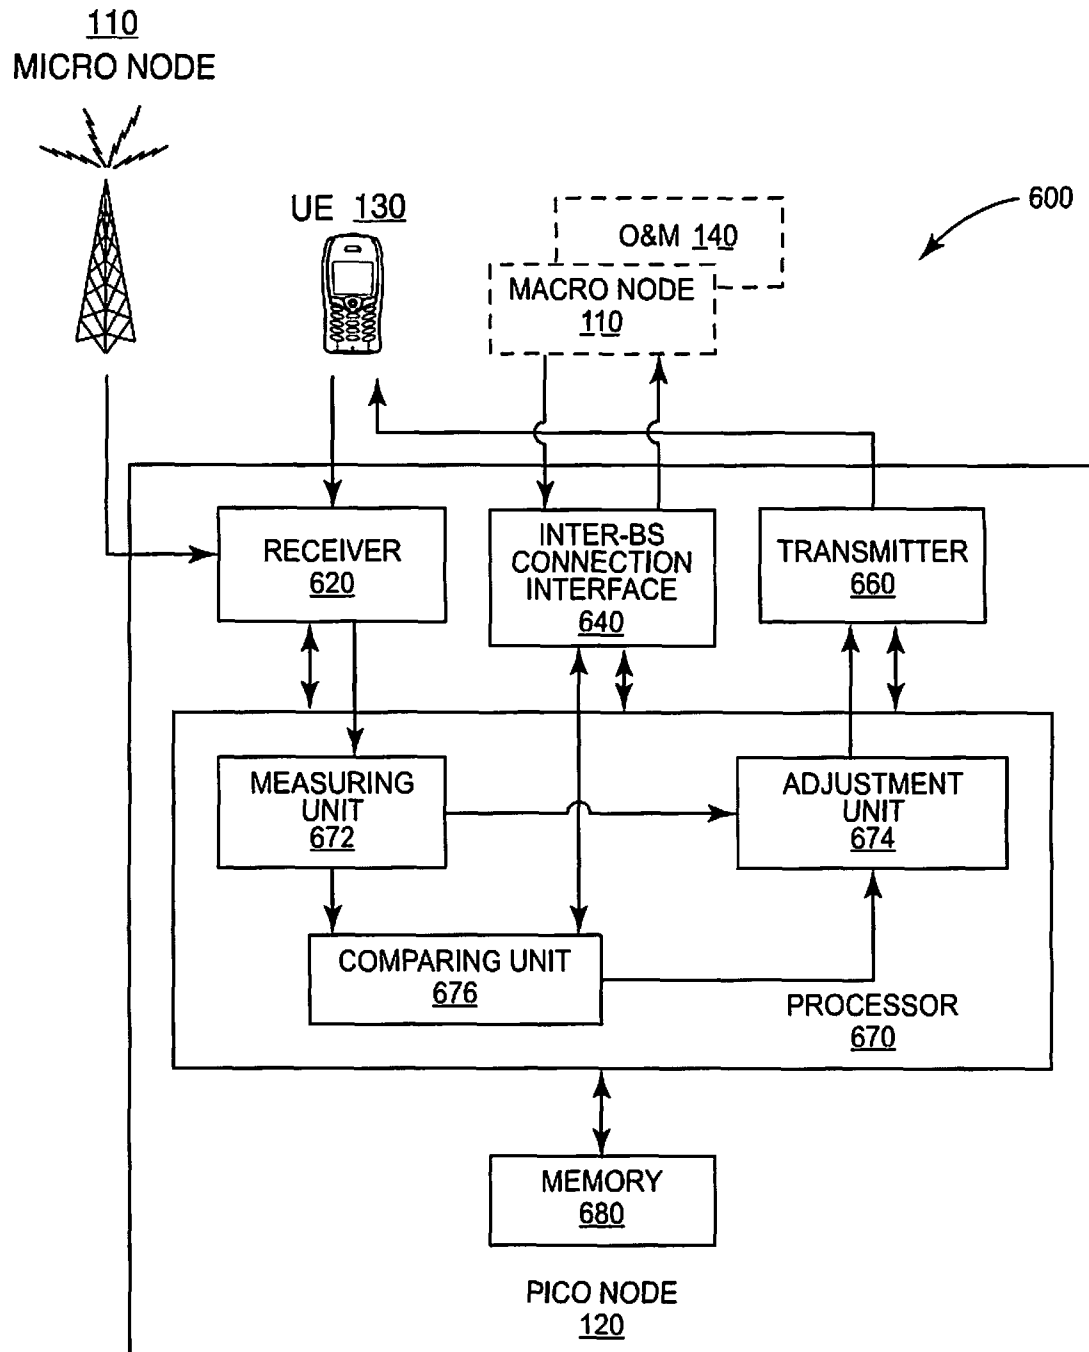 110
MICRO NODE
UE 130
O&M 140
MACRO NODE
110
600
RECEIVER
620
INTER-BS
CONNECTION
INTERFACE
640
TRANSMITTER
660
MEASURING
UNIT
672
ADJUSTMENT
UNIT
674
COMPARING UNIT
676
PROCESSOR
670
MEMORY
680
PICO NODE
120